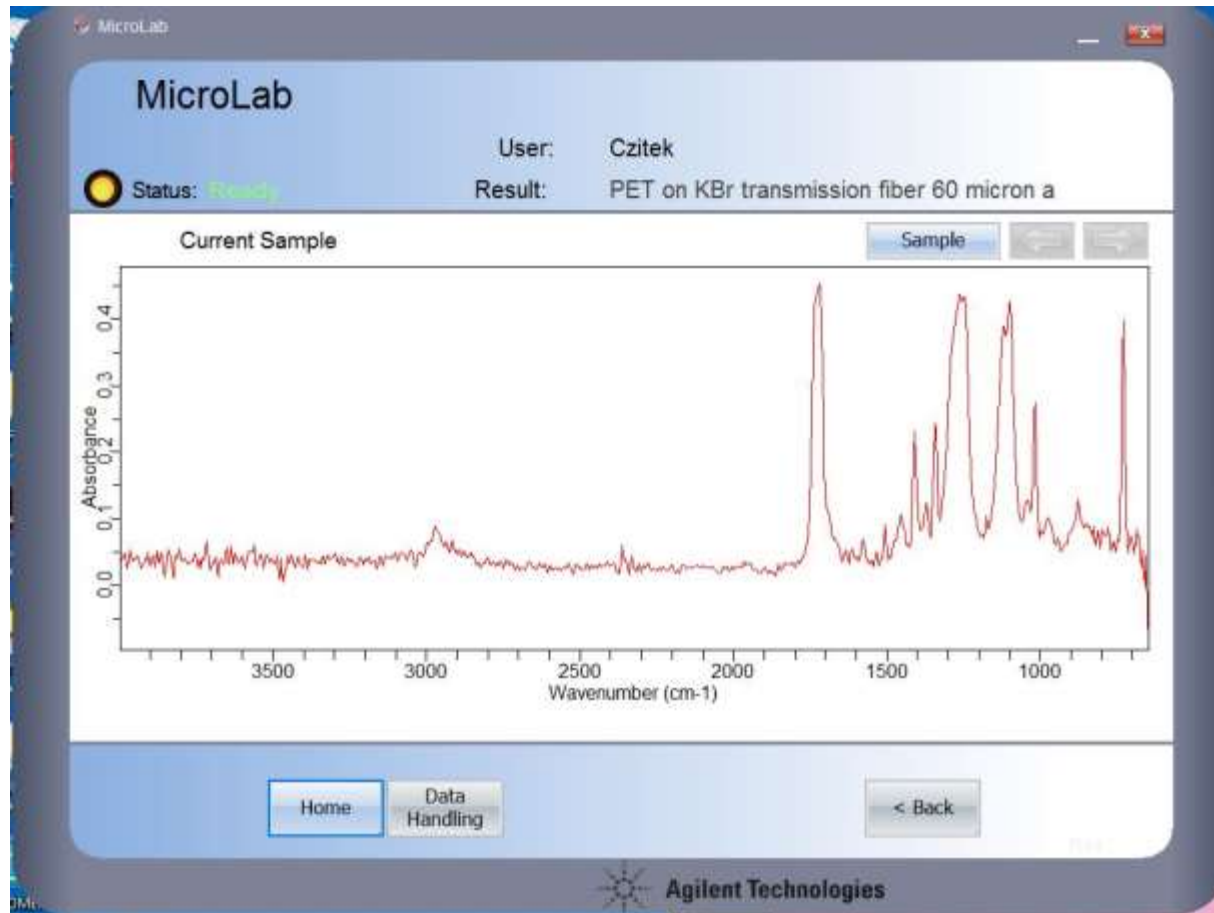 MicroLab
MicroLab
User: Czitek
Status: Ready Result: PET on KBr transmission fiber 60 micron a
Current Sample Sample
Absorbance
0,4
0,3
0,2
0,1
0,0
3500 3000 2500 2000 1500 1000
Wavenumber (cm-1)
Home
Data
Handling
< Back
Agilent Technologies